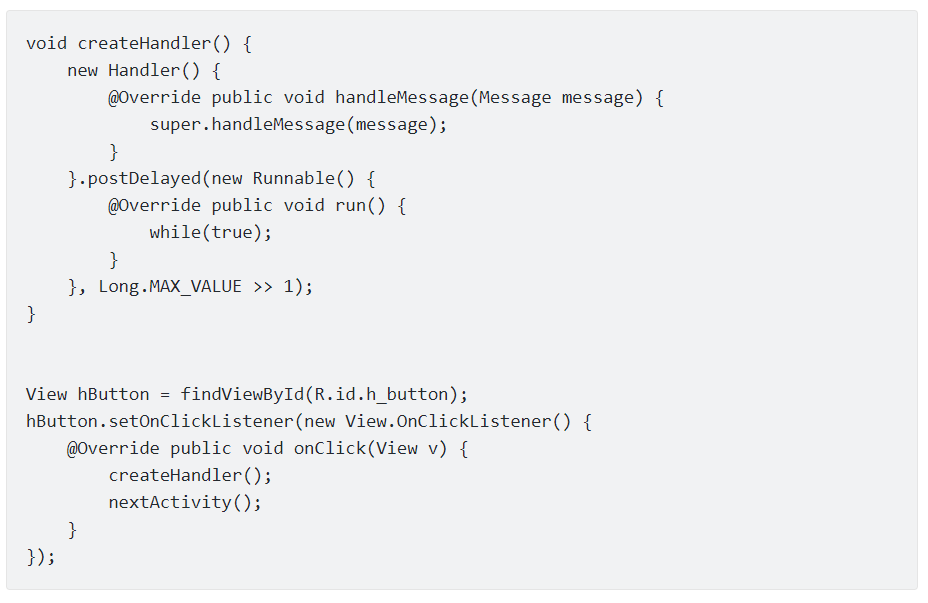 void createHandler() {
    new Handler() {
        @Override public void handleMessage(Message message) {
            super.handleMessage(message);
        }
    }.postDelayed(new Runnable() {
        @Override public void run() {
            while(true);
        }
    }, Long.MAX_VALUE >> 1);
}


View hButton = findViewById(R.id.h_button);
hButton.setOnClickListener(new View.OnClickListener() {
    @Override public void onClick(View v) {
        createHandler();
        nextActivity();
    }
});